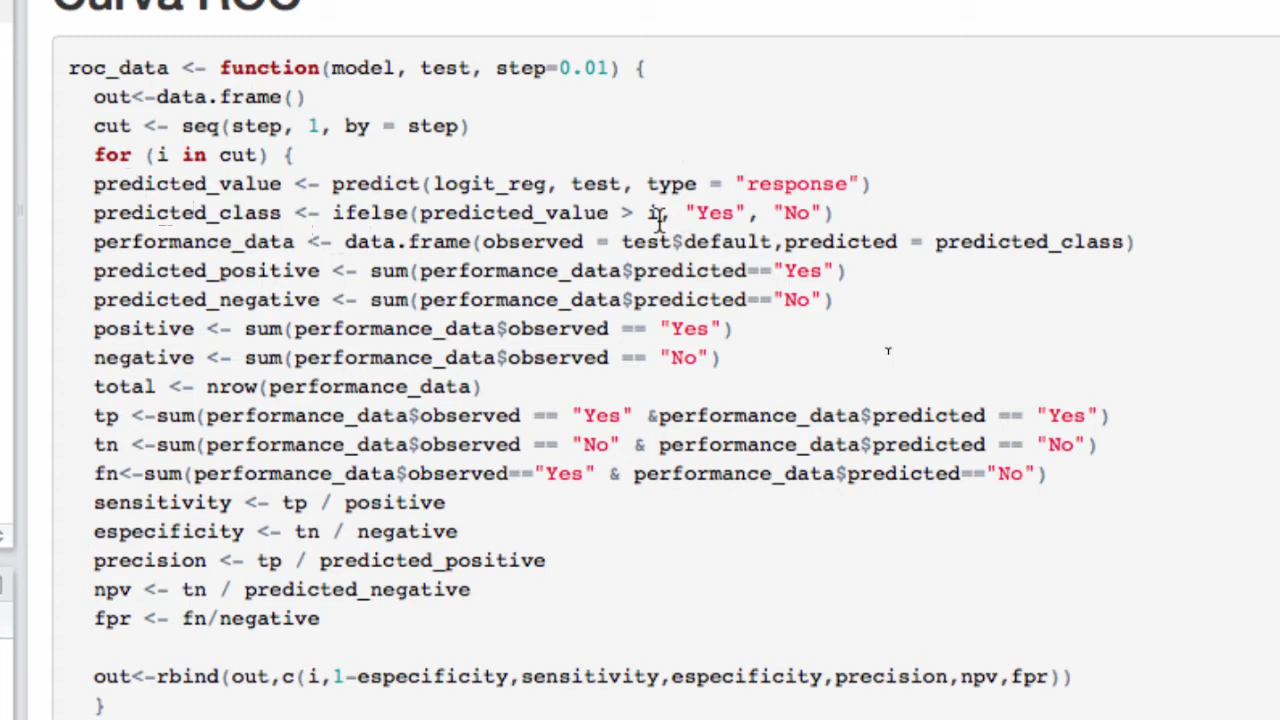 Curva ROC
roc_data <- function(model, test, step=0.01) {
out<-data.frame()
cut <- seq(step, 1, by = step)
for (i in cut) {
predicted_value <- predict(logit_reg, test, type = "response")
predicted_class <- ifelse(predicted_value > i, "Yes", "No")
performance_data <- data.frame(observed = test$default,predicted = predicted_class)
predicted_positive <- sum(performance_data$predicted=="Yes")
predicted_negative <- sum(performance_data$predicted=="No")
positive <- sum(performance_data$observed == "Yes")
negative <- sum(performance_data$observed == "No")
total <- nrow(performance_data)
tp <-sum(performance_data$observed == "Yes" &performance_data$predicted == "Yes")
tn <-sum(performance_data$observed == "No" & performance_data$predicted == "No")
fn<-sum(performance_data$observed=="Yes" & performance_data$predicted=="No")
sensitivity <- tp / positive
especificity <- tn / negative
precision <- tp / predicted_positive
npv <- tn / predicted_negative
fpr <- fn/negative
out<-rbind(out,c(i,1-especificity,sensitivity,especificity,precision,npv,fpr))
}